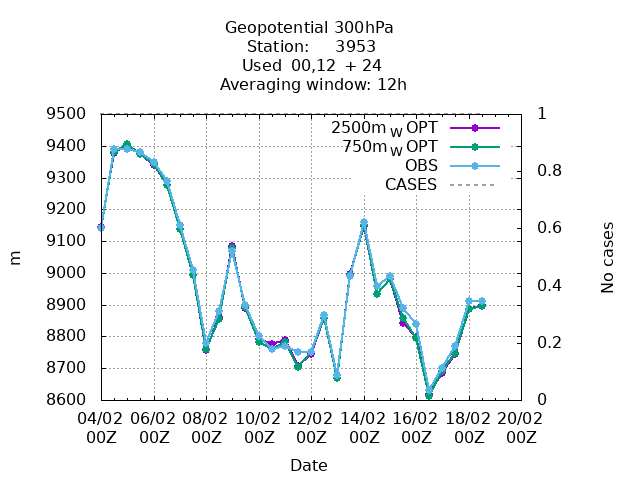 Geopotential 300hPa
Station: 3953
Used 00,12 + 24
Averaging window: 12h
9500
9400
9300
9200
9100
9000
8900
8800
8700
8600
m
1
0.8
0.6
0.4
0.2
0
No cases
2500m W OPT
750m W OPT
OBS
CASES
04/02 06/02 08/02 10/02 12/02 14/02 16/02 18/02 20/02
00Z 00Z 00Z 00Z 00Z 00Z 00Z 00Z 00Z
Date